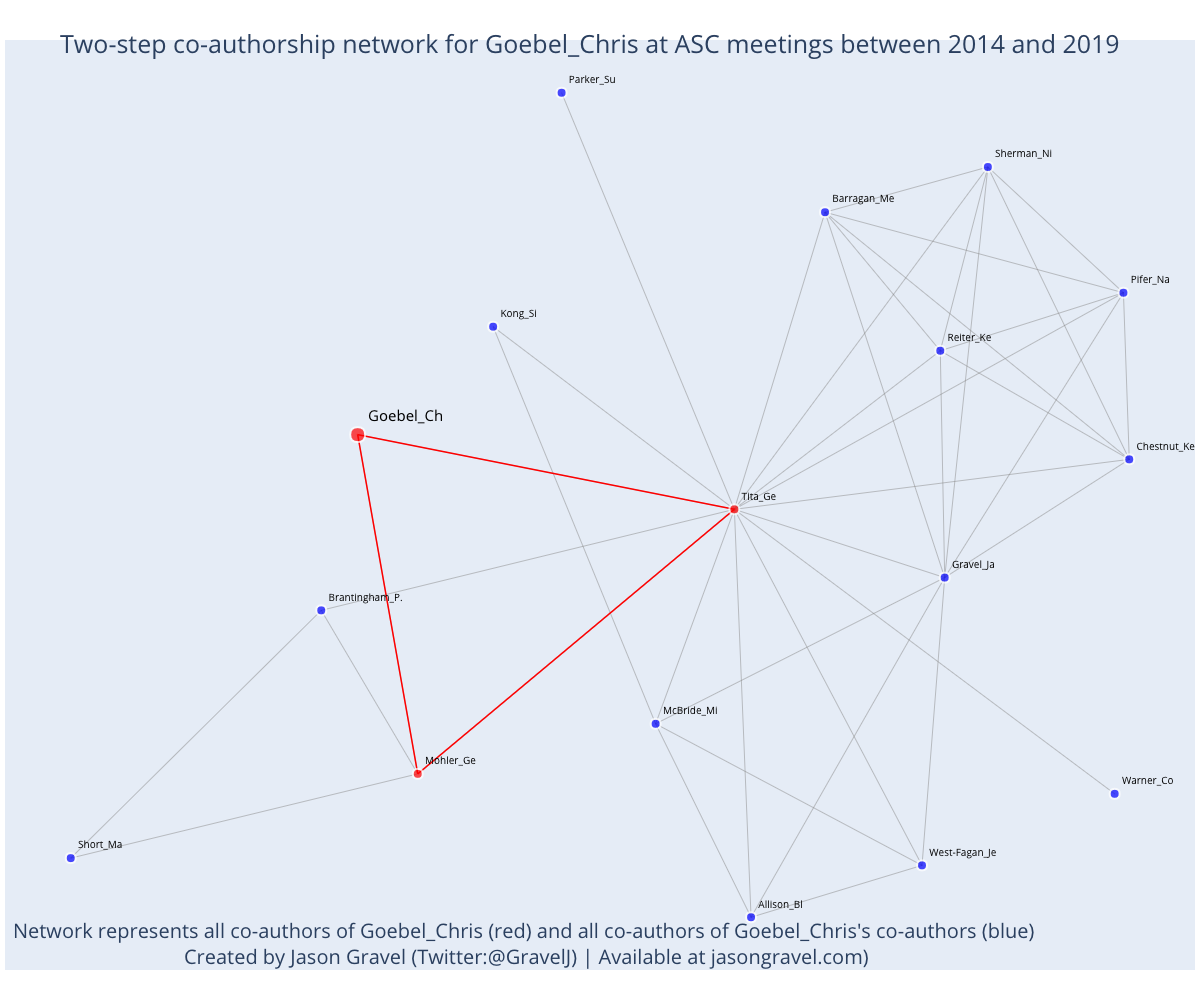 Two-step co-authorship network for Goebel_Chris at ASC meetings between 2014 and 2019
Parker_Su
Sherman_Ni
Barragan_Me
Pifer_Na
Kong_Si
Reiter_Ke
Goebel_Ch
Chestnut_Ke
Tita_Ge
Gravel_Ja
Brantingham_P.
McBride_Mi
Mohler_Ge
Warner_Co
Short_Ma
West-Fagan_Je
Allison_Bl
Network represents all co-authors of Goebel_Chris (red) and all co-authors of Goebel_Chris's co-authors (blue)
Created by Jason Gravel (Twitter:@GravelJ) | Available at jasongravel.com)